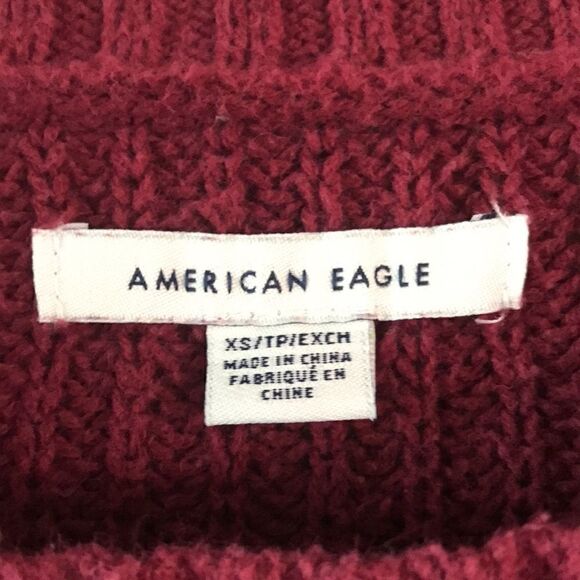 AMERICAN EAGLE
XS/TP/EXCH
MADE IN CHINA
FABRIQUÉ EN
CHINE